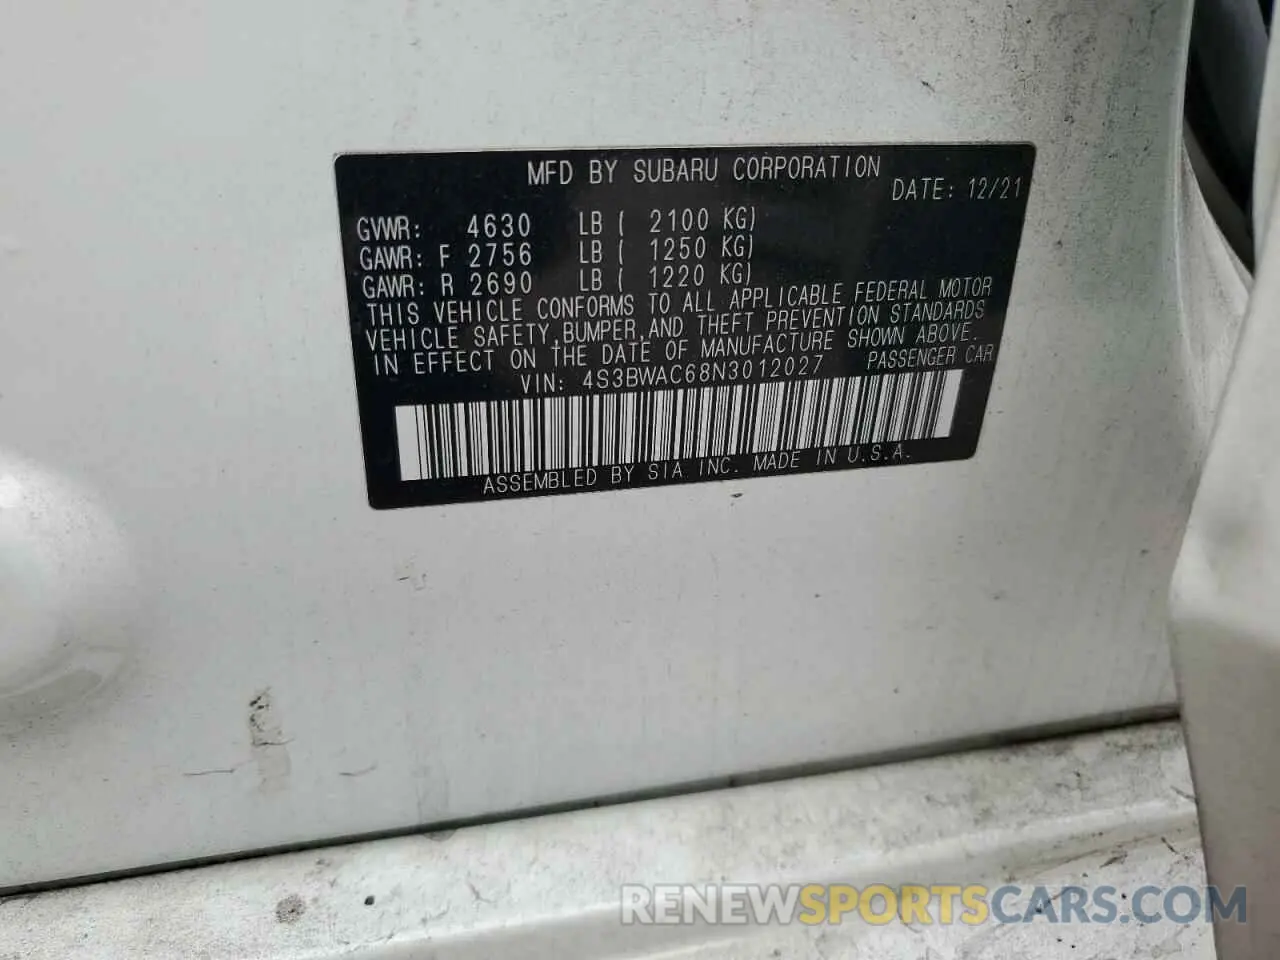 MFD BY SUBARU CORPORATION
DATE: 12/21
GVWR: 4630 LB ( 2100 KG)
GAWR: F 2756 LB ( 1250 KG)
GAWR: R 2690 LB ( 1220 KG)
THIS VEHICLE CONFORMS TO ALL APPLICABLE FEDERAL MOTOR
VEHICLE SAFETY,BUMPER,AND THEFT PREVENTION STANDARDS
IN EFFECT ON THE DATE OF MANUFACTURE SHOWN ABOVE.
VIN: 4S3BWAC68N3012027 PASSENGER CAR
ASSEMBLED BY SIA INC. MADE IN U.S.A.
RENEWSPORTSCARS.COM